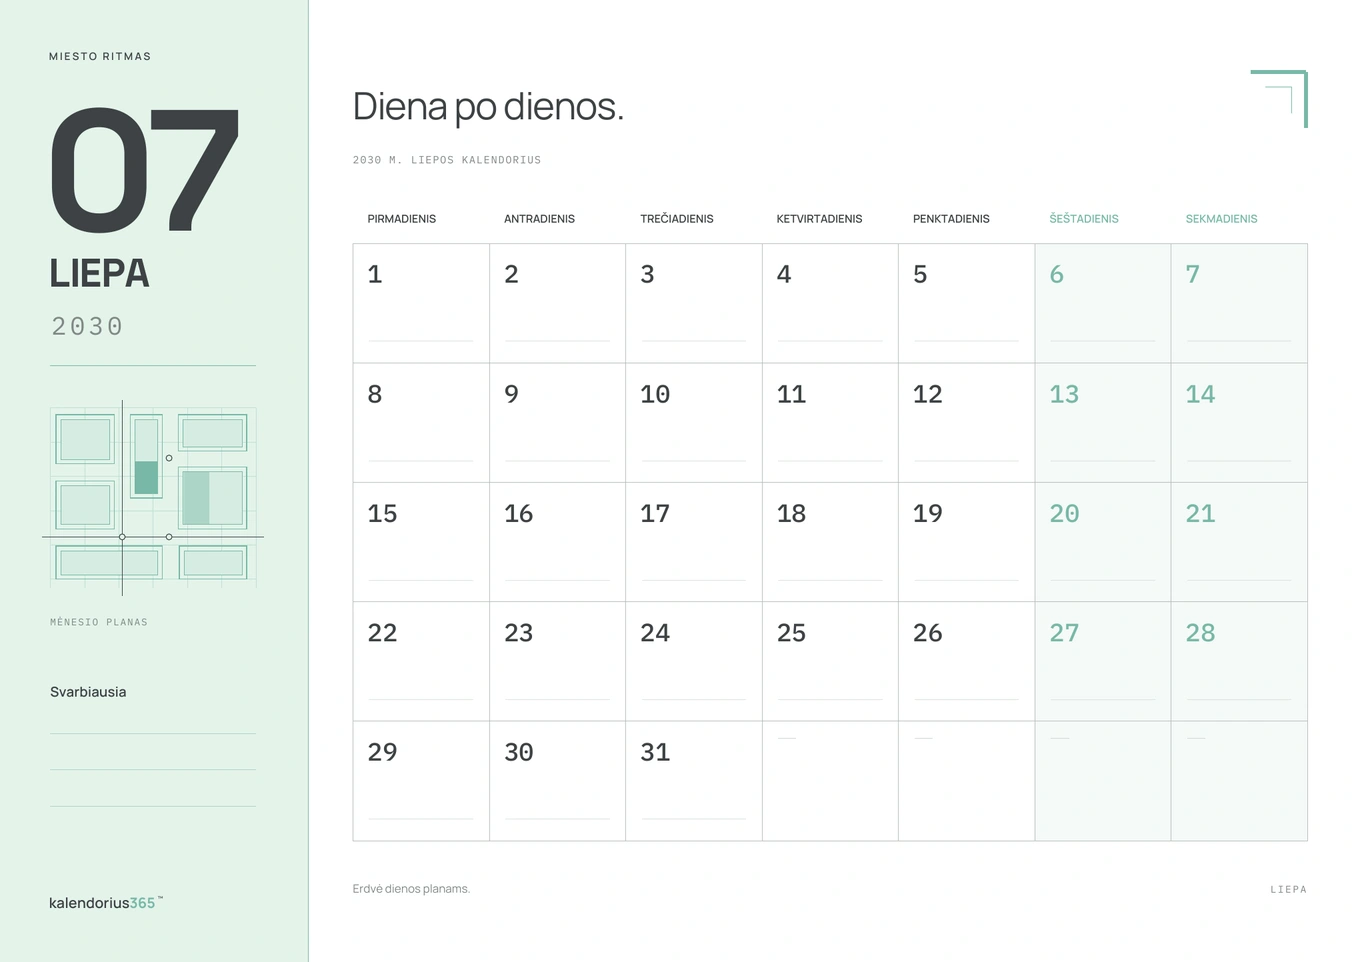 MIESTO RITMAS
07
LIEPA
2030
MĖNESIO PLANAS
Svarbiausia
kalendorius365™
Diena po dienos.
2030 M. LIEPOS KALENDORIUS
PIRMADIENIS ANTRADIENIS TREČIADIENIS KETVIRTADIENIS PENKTADIENIS ŠEŠTADIENIS SEKMADIENIS
1 2 3 4 5 6 7
8 9 10 11 12 13 14
15 16 17 18 19 20 21
22 23 24 25 26 27 28
29 30 31
Erdvė dienos planams.
LIEPA